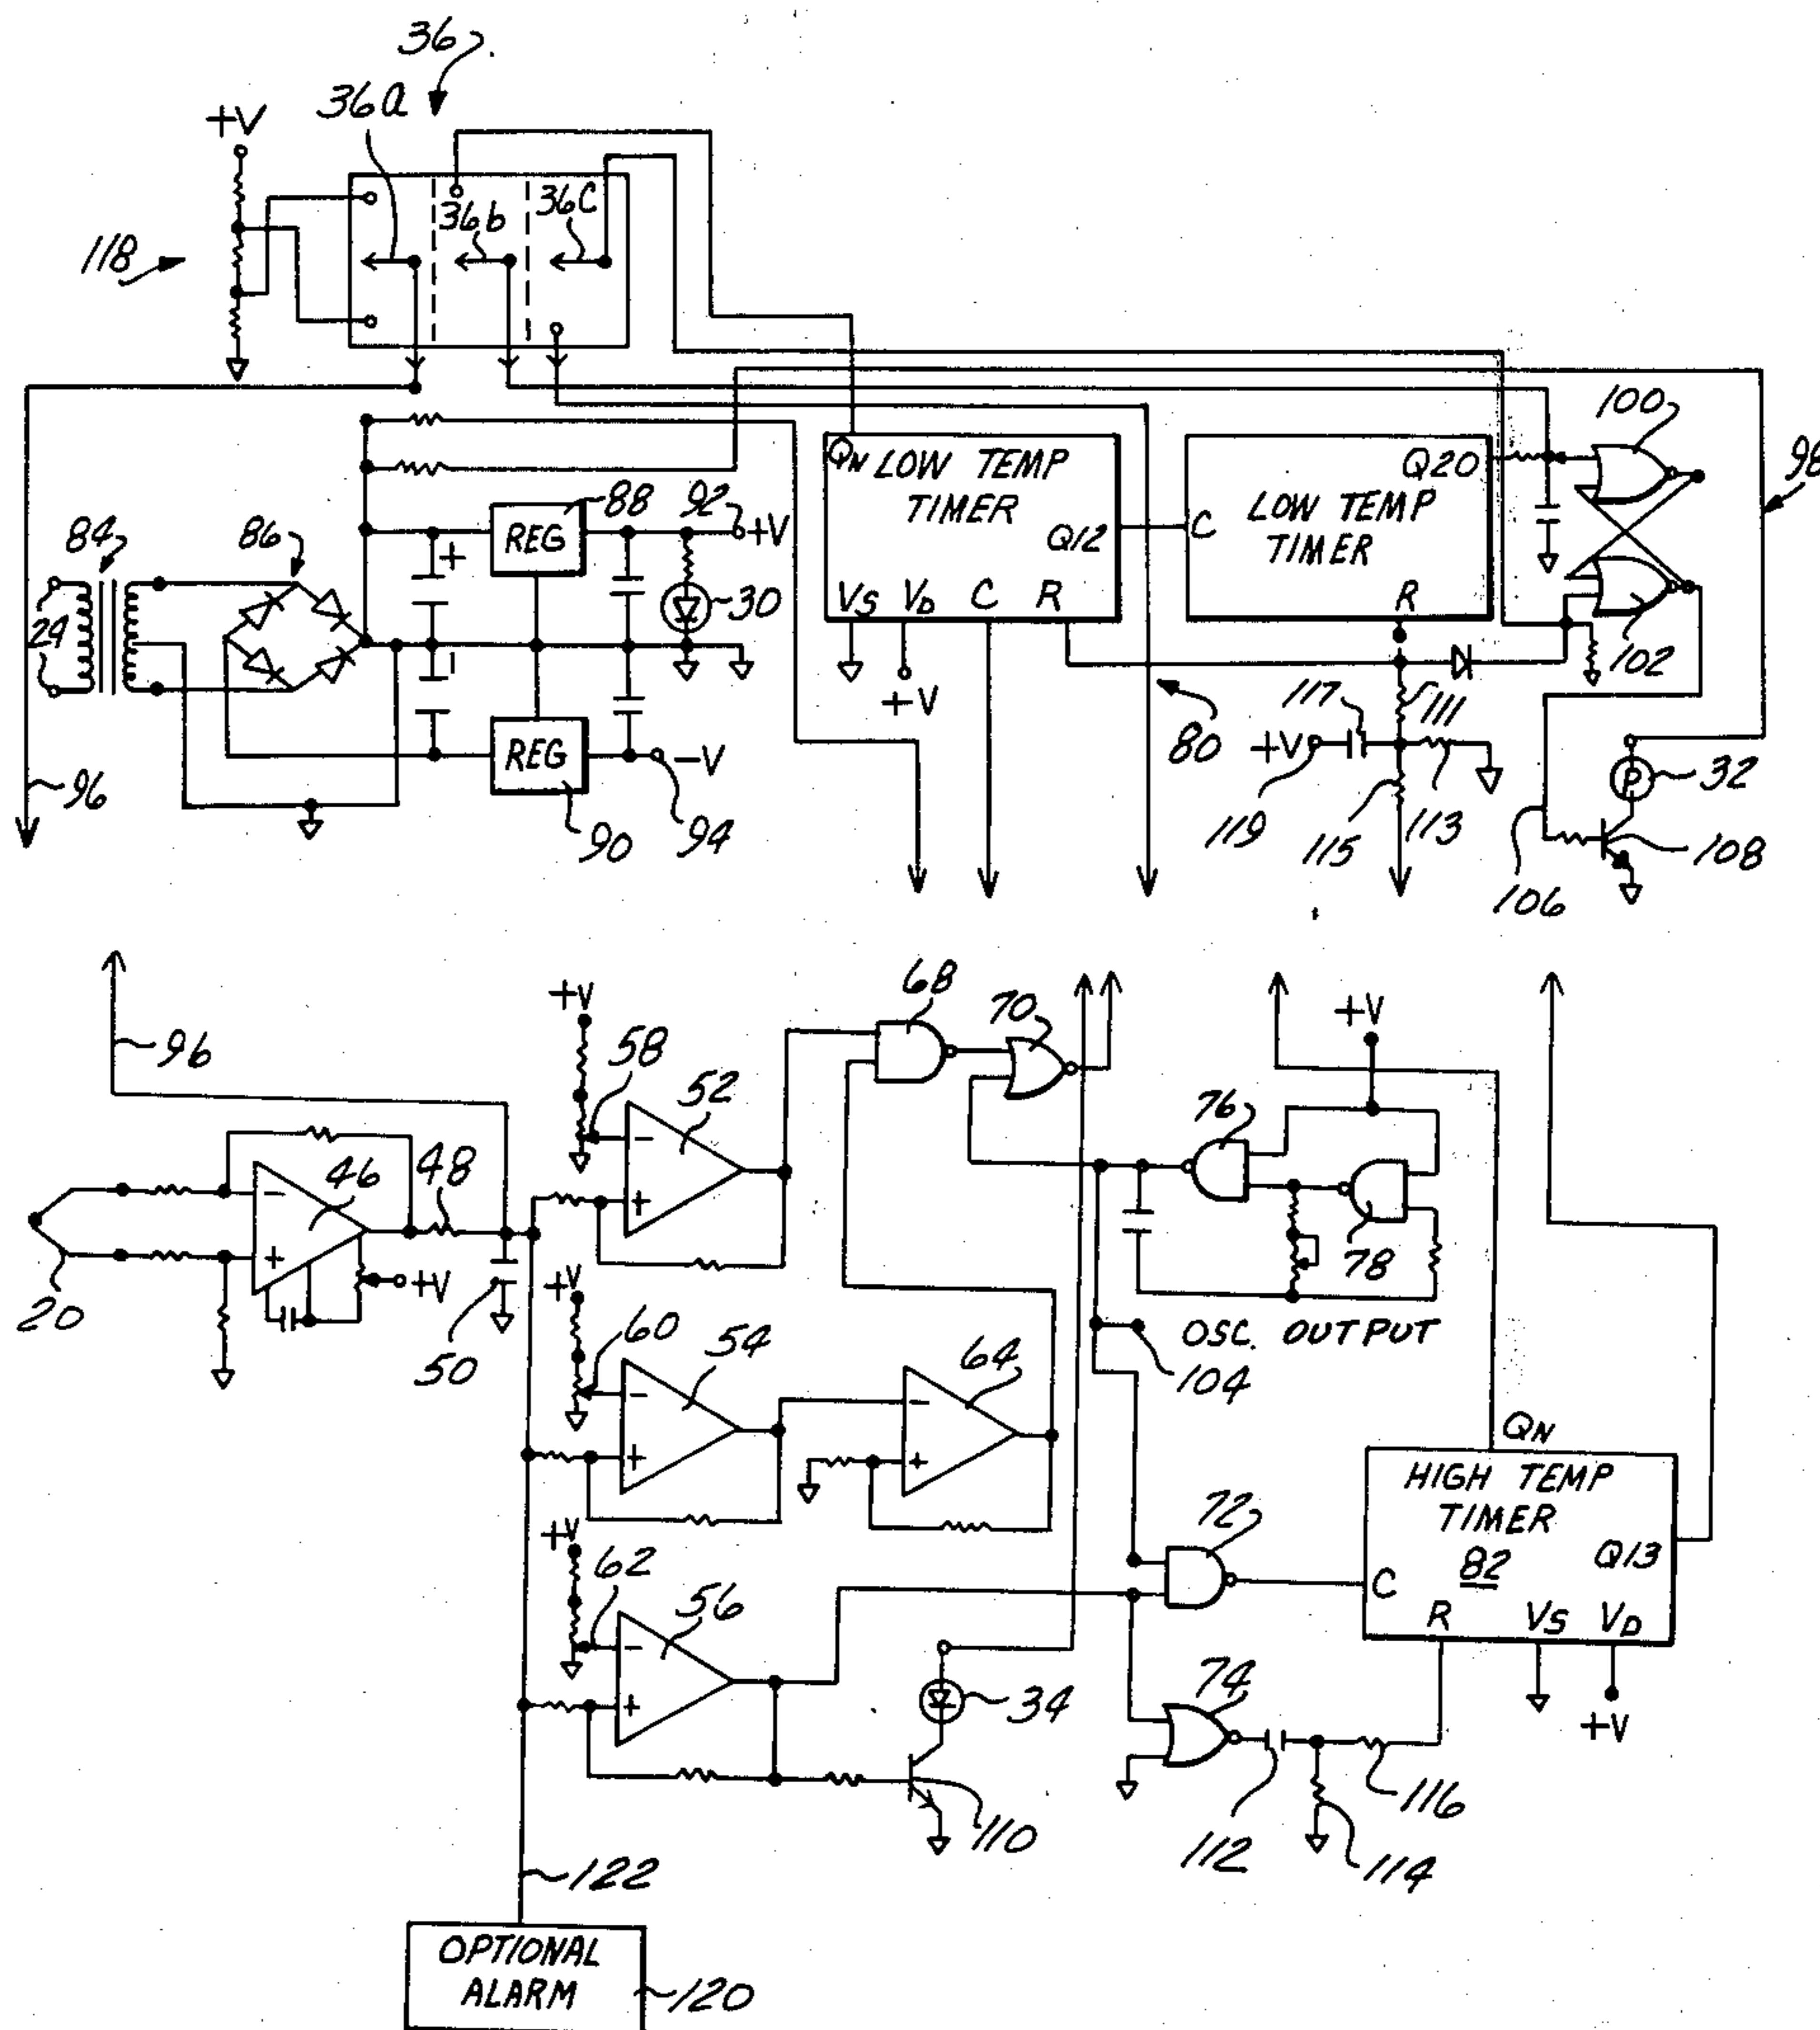 36
36a
+V
36b
36C
118
100
98
QN LOW TEMP
TIMER
Q12
VS VD C R
Q20
LOW TEMP
TIMER
C
R
88
92
+V
REG
84
86
+
30
29
102
+V
117
111
80
+V
P
32
REG
-V
96
90
94
119
115
113
106
108
96
+V
58
68
70
+V
52
76
-
+
46
48
-
+
+V
78
20
50
+V
60
54
64
OSC. OUTPUT
104
-
+
-
+
QN
HIGH TEMP
TIMER
82
Q13
C
R VS VD
72
+V
62
56
-
+
34
74
+V
110
112
116
114
122
OPTIONAL
ALARM
120